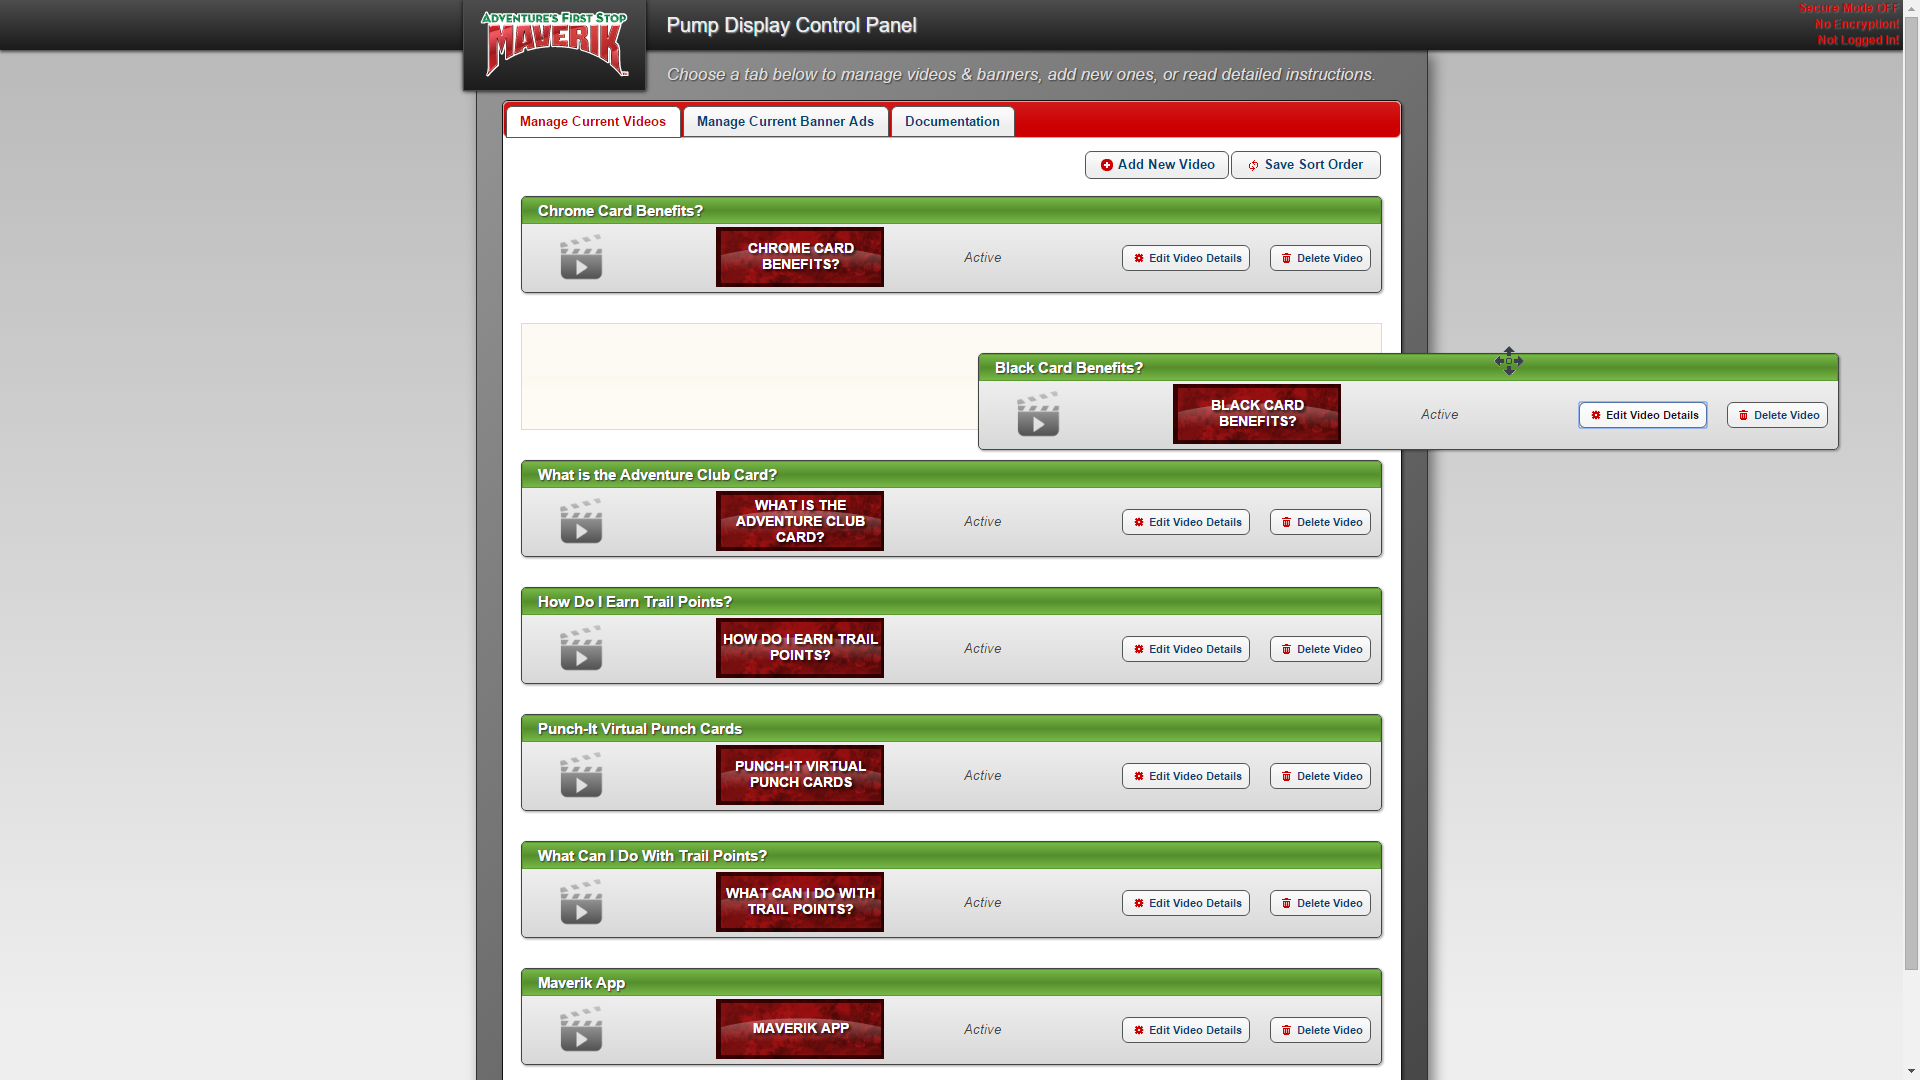 ADVENTURE'S FIRST STOP
MAVERIK
Pump Display Control Panel
Secure Mode OFF
No Encryption!
Not Logged In!
Choose a tab below to manage videos & banners, add new ones, or read detailed instructions.
Manage Current Videos
Manage Current Banner Ads
Documentation
Add New Video
Save Sort Order
Chrome Card Benefits?
CHROME CARD
BENEFITS?
Active
Edit Video Details
Delete Video
Black Card Benefits?
BLACK CARD
BENEFITS?
Active
Edit Video Details
Delete Video
What is the Adventure Club Card?
WHAT IS THE
ADVENTURE CLUB
CARD?
Active
Edit Video Details
Delete Video
How Do I Earn Trail Points?
HOW DO I EARN TRAIL
POINTS?
Active
Edit Video Details
Delete Video
Punch-It Virtual Punch Cards
PUNCH-IT VIRTUAL
PUNCH CARDS
Active
Edit Video Details
Delete Video
What Can I Do With Trail Points?
WHAT CAN I DO WITH
TRAIL POINTS?
Active
Edit Video Details
Delete Video
Maverik App
MAVERIK APP
Active
Edit Video Details
Delete Video